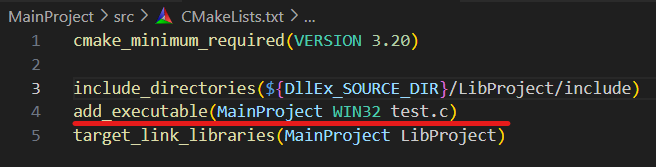 MainProject > src > CMakeLists.txt > ...
1 cmake_minimum_required(VERSION 3.20)
2
3 include_directories(${DllEx_SOURCE_DIR}/LibProject/include)
4 add_executable(MainProject WIN32 test.c)
5 target_link_libraries(MainProject LibProject)